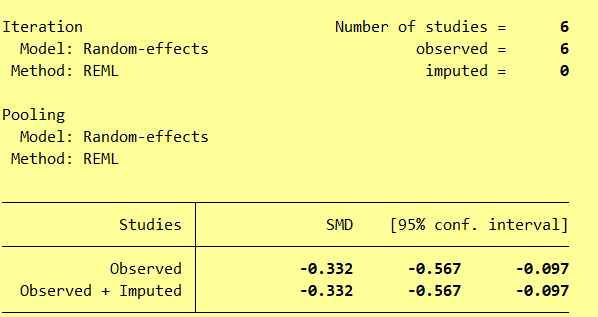 Iteration Number of studies = 6
Model: Random-effects observed = 6
Method: REML imputed = 0
Pooling
Model: Random-effects
Method: REML
Studies SMD [95% conf. interval]
Observed -0.332 -0.567 -0.097
Observed + Imputed -0.332 -0.567 -0.097